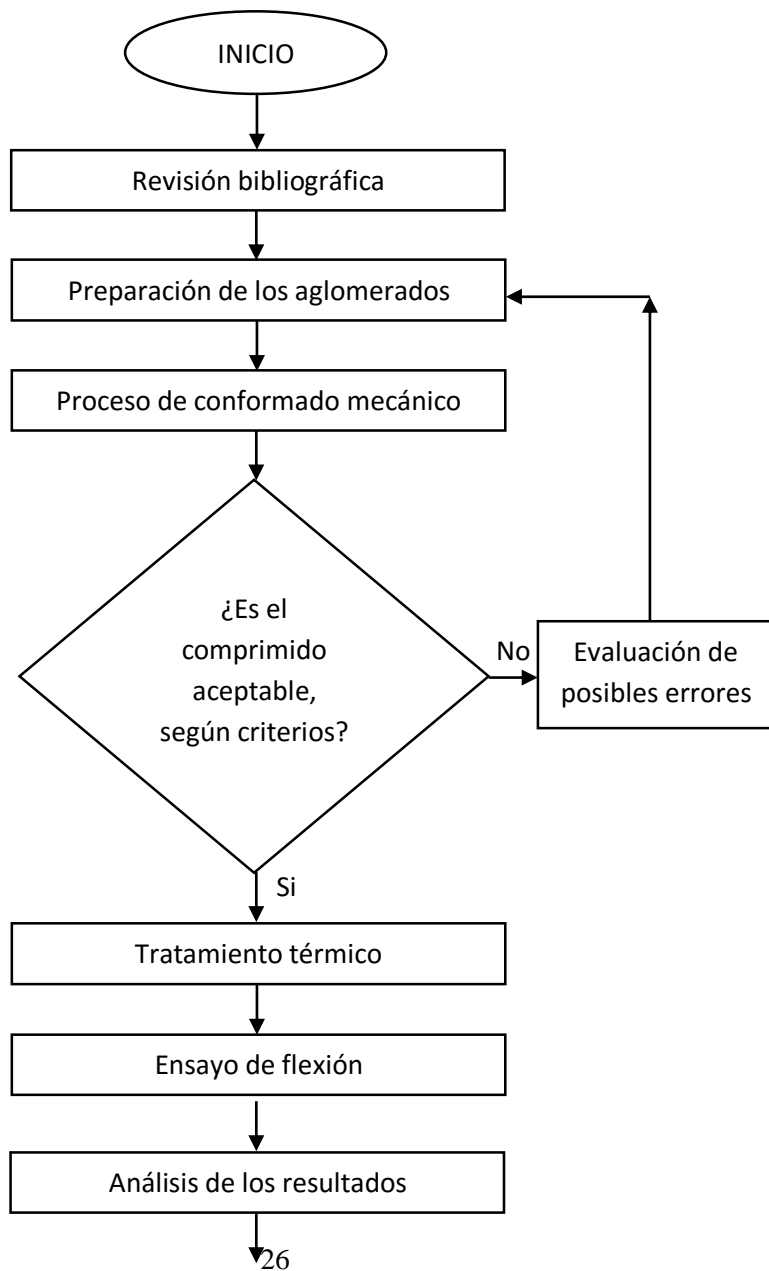 INICIO
Revisión bibliográfica
Preparación de los aglomerados
Proceso de conformado mecánico
¿Es el
comprimido
aceptable,
según criterios?
No
Evaluación de
posibles errores
Si
Tratamiento térmico
Ensayo de flexión
Análisis de los resultados
26